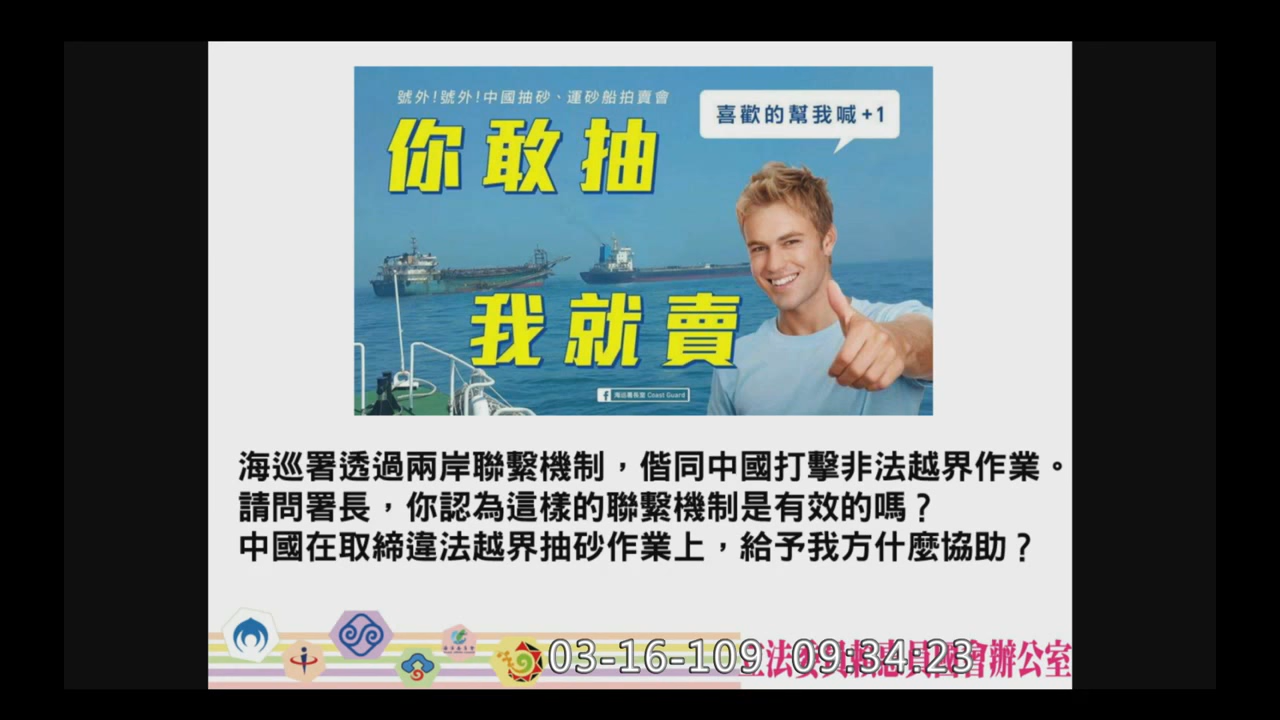 號外!號外!中國抽砂、運砂船拍賣會
喜歡的幫我喊+1
你敢抽
我就賣
海巡署長室 Coast Guard
海巡署透過兩岸聯繫機制，偕同中國打擊非法越界作業。
請問署長，你認為這樣的聯繫機制是有效的嗎？
中國在取締違法越界抽砂作業上，給予我方什麼協助？
03-16-109 09:34:23
國會辦公室